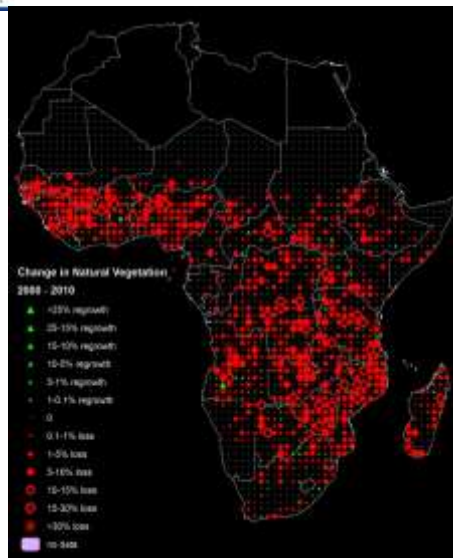 Change in Natural Vegetation
2000 - 2010
>25% regrowth
25-15% regrowth
15-10% regrowth
10-5% regrowth
5-1% regrowth
1-0.1% regrowth
0
0.1-1% loss
1-5% loss
5-10% loss
10-15% loss
15-30% loss
>30% loss
no data